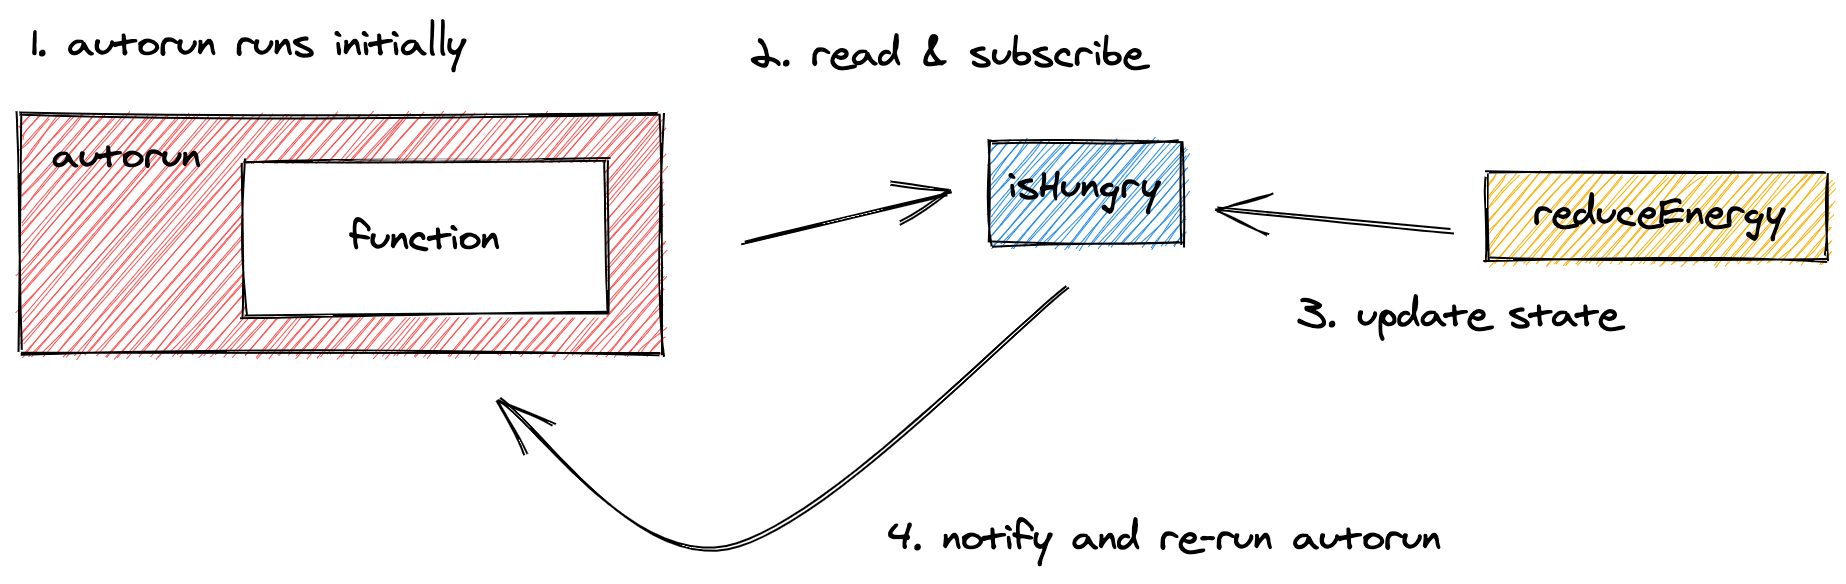 1. autorun runs initially
2. read & subscribe
autorun
function
isHungry
reduceEnergy
3. update state
4. notify and re-run autorun